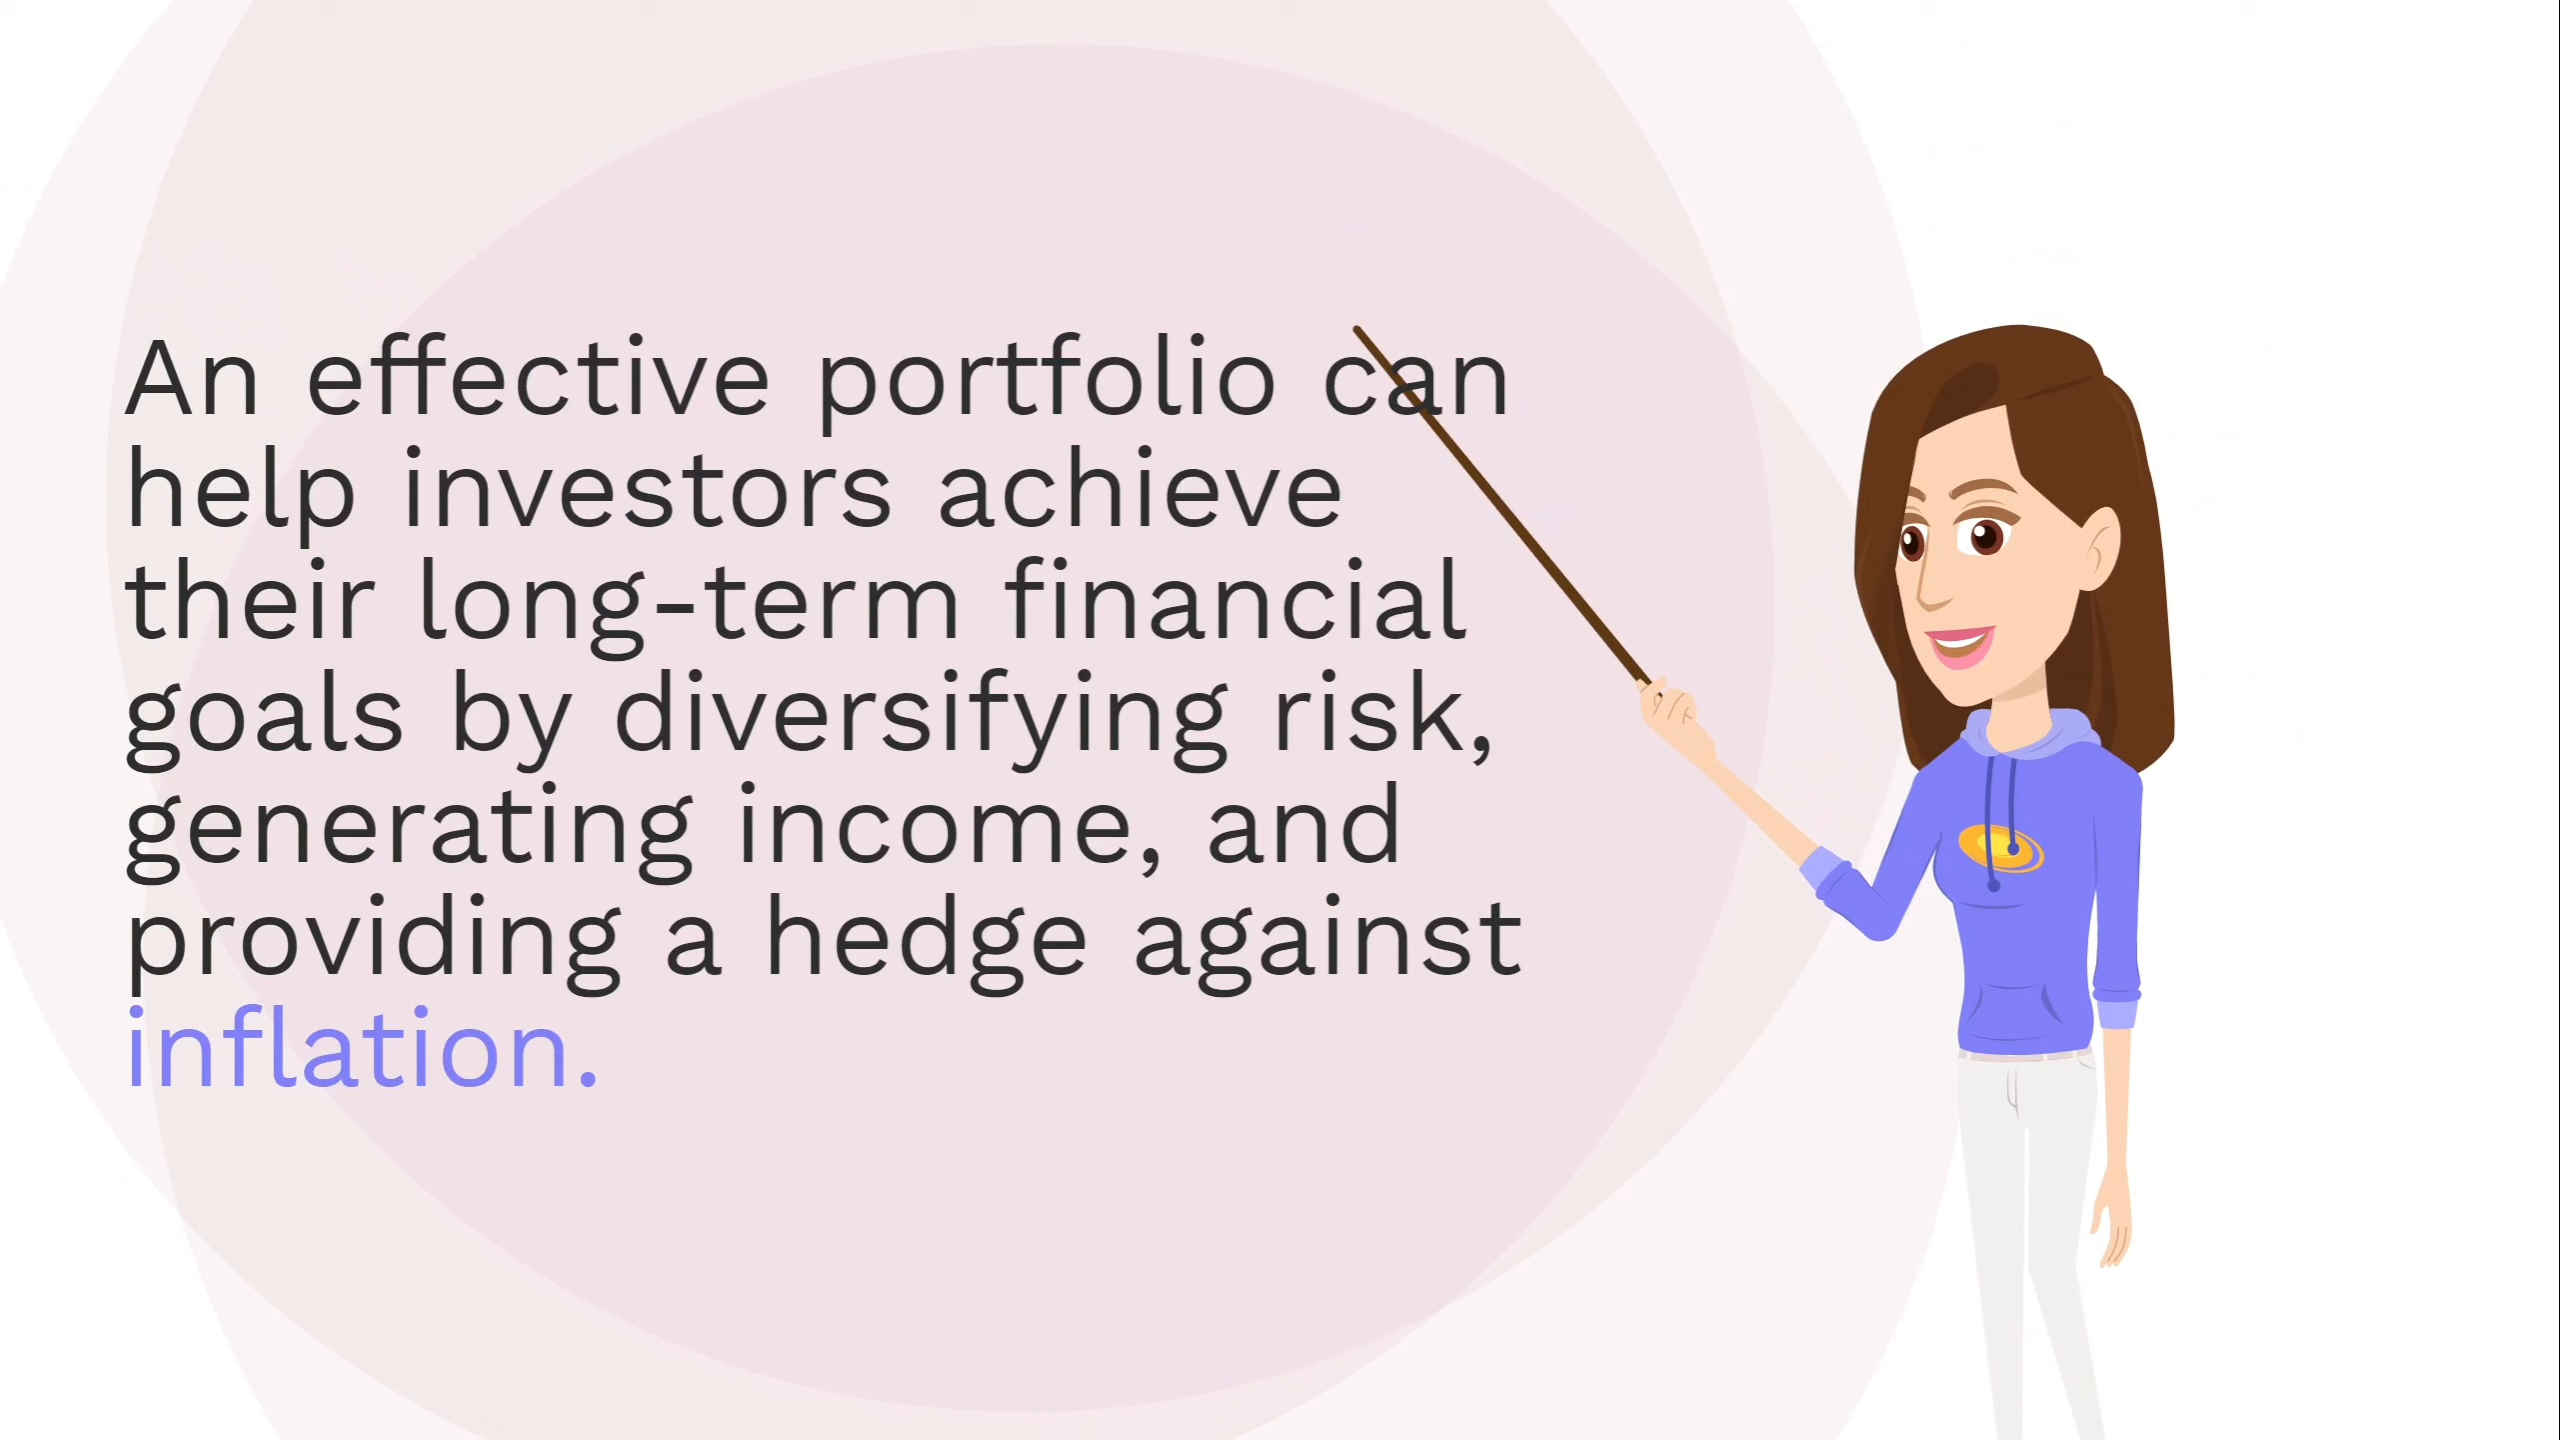 An effective portfolio can
help investors achieve
their long-term financial
goals by diversifying risk,
generating income, and
providing a hedge against
inflation.